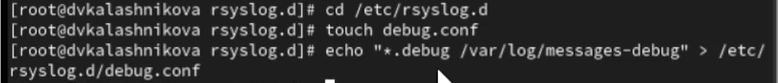 [root@dvkalashnikova rsyslog.d]# cd /etc/rsyslog.d
[root@dvkalashnikova rsyslog.d]# touch debug.conf
[root@dvkalashnikova rsyslog.d]# echo "*.debug /var/log/messages-debug" > /etc/
rsyslog.d/debug.conf